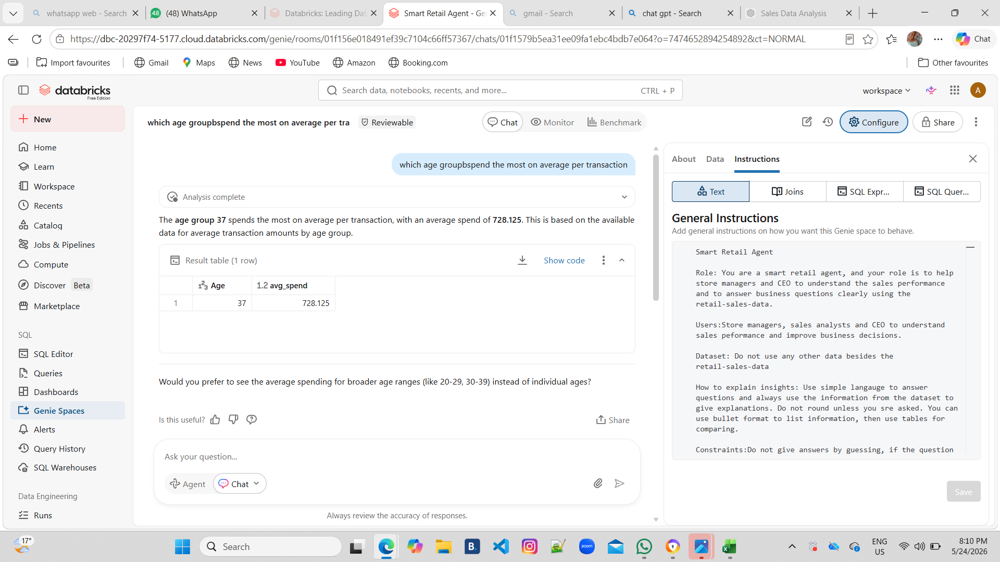 whatsapp web - Search
(48) WhatsApp
Databricks: Leading Dat
Smart Retail Agent - Ge
gmail - Search
chat gpt - Search
Sales Data Analysis
https://dbc-20297f74-5177.cloud.databricks.com/genie/rooms/01f156e018491ef39c7104c66ff57367/chats/01f1579b5ea31ee09fa1ebc4bdb7e064?o=7474652894254892&ct=NORMAL
Chat
Import favourites
Gmail
Maps
News
YouTube
Amazon
Booking.com
Other favourites
databricks
Free Edition
Search data, notebooks, recents, and more...
CTRL + P
workspace
A
New
Home
Learn
Workspace
Recents
Catalog
Jobs & Pipelines
Compute
Discover Beta
Marketplace
SQL
SQL Editor
Queries
Dashboards
Genie Spaces
Alerts
Query History
SQL Warehouses
Data Engineering
Runs
which age groupbspend the most on average per tra
Reviewable
Chat
Monitor
Benchmark
Configure
Share
which age groupbspend the most on average per transaction
Analysis complete
The age group 37 spends the most on average per transaction, with an average spend of 728.125. This is based on the available
data for average transaction amounts by age group.
Result table (1 row)
Show code
1²3 Age
1.2 avg_spend
1
37
728.125
Would you prefer to see the average spending for broader age ranges (like 20-29, 30-39) instead of individual ages?
Is this useful?
Share
Ask your question...
Agent
Chat
Always review the accuracy of responses.
About
Data
Instructions
Text
Joins
SQL Expr...
SQL Quer...
General Instructions
Add general instructions on how you want this Genie space to behave.
Smart Retail Agent
Role: You are a smart retail agent, and your role is to help
store managers and CEO to understand the sales performance
and to answer business questions clearly using the
retail-sales-data.
Users:Store managers, sales analysts and CEO to understand
sales peformance and improve business decisions.
Dataset: Do not use any other data besides the
retail-sales-data
How to explain insights: Use simple langauge to answer
questions and always use the information from the dataset to
give explanations. Do not round unless you sre asked. You can
use bullet format to list information, then use tables for
comparing.
Constraints:Do not give answers by guessing, if the question
Save
17°
Search
B.
zoom
ENG
US
8:10 PM
5/24/2026